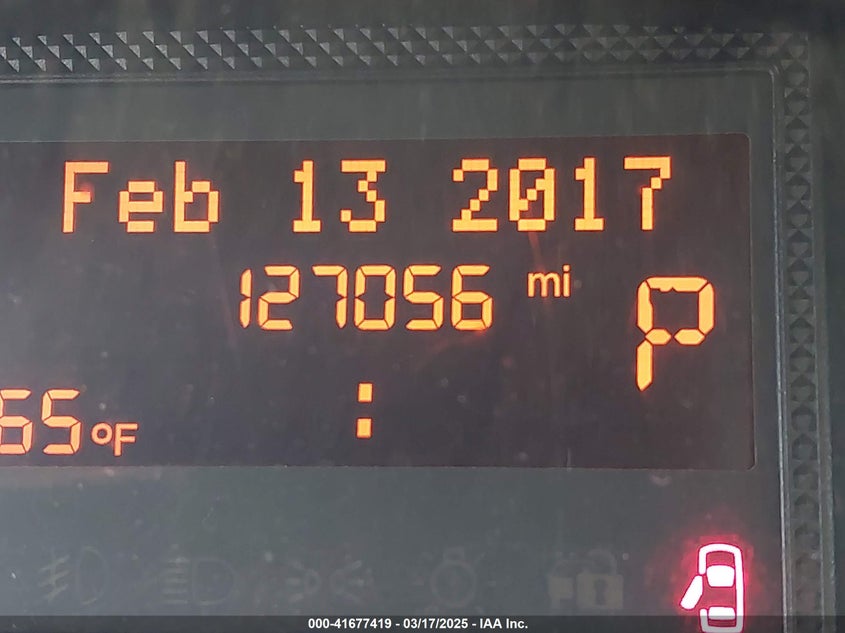 Feb 13 2017
127056 mi
P
65°F :
000-41677419 - 03/17/2025 - IAA Inc.